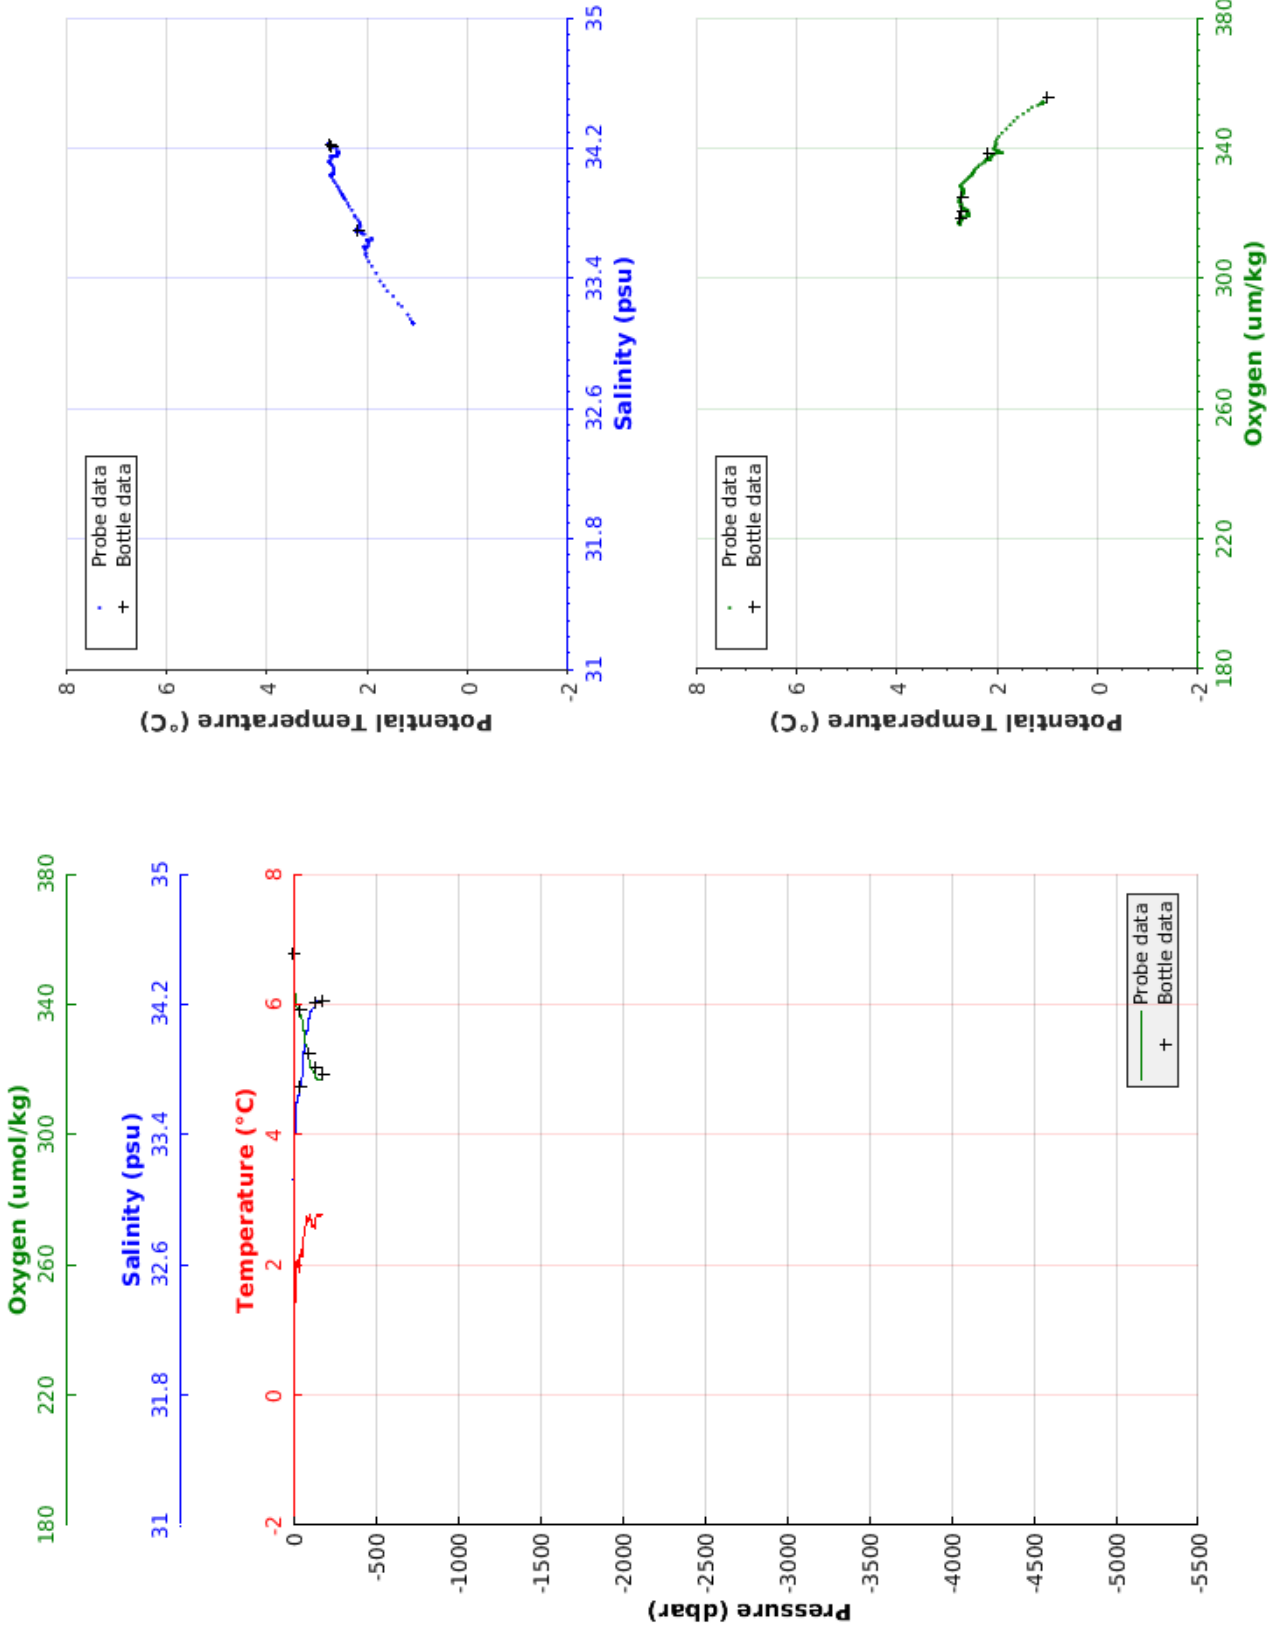 Oxygen (umol/kg)
180 220 260 300 340 380
Salinity (psu)
31 31.8 32.6 33.4 34.2 35
Temperature (°C)
-2 0 2 4 6 8
0
-500
-1000
-1500
-2000
-2500
-3000
-3500
-4000
-4500
-5000
-5500
Pressure (dbar)
Probe data
Bottle data
8
6
4
2
0
-2
Potential Temperature (°C)
Probe data
Bottle data
31 31.8 32.6 33.4 34.2 35
Salinity (psu)
8
6
4
2
0
-2
Potential Temperature (°C)
Probe data
Bottle data
180 220 260 300 340 380
Oxygen (um/kg)